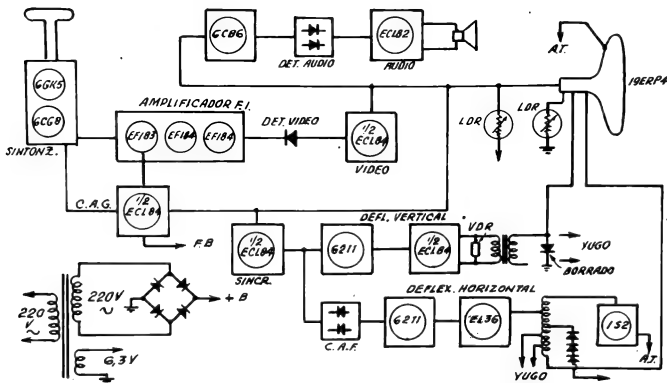 6GK5
6CG8
SINTONZ.
AMPLIFICADOR F.I.
EF183
EF184
EF184
DET. VIDEO
6CB6
DET. AUDIO
ECL82
AUDIO
A.T.
19ERP4
LDR
LDR
1/2 ECL84
VIDEO
C.A.G.
1/2 ECL84
F.B
1/2 ECL84
SINCR.
DEFL. VERTICAL
6211
1/2 ECL84
VDR
YUGO
BORRADO
DEFLEX. HORIZONTAL
C.A.F.
6211
EL36
1S2
A.T.
YUGO
220 V ~
220 V ~
+ B
6,3 V